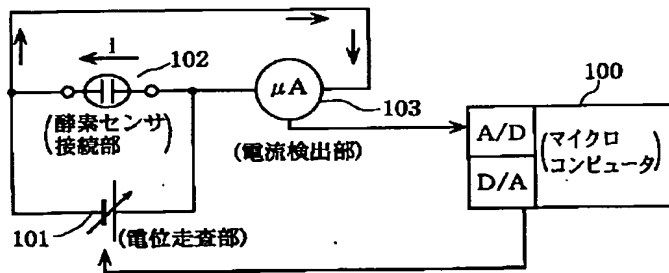 i
102
(酵素センサ
接続部)
μA
103
(電流検出部)
100
A/D
D/A
(マイクロ
コンピュータ)
101
(電位走査部)